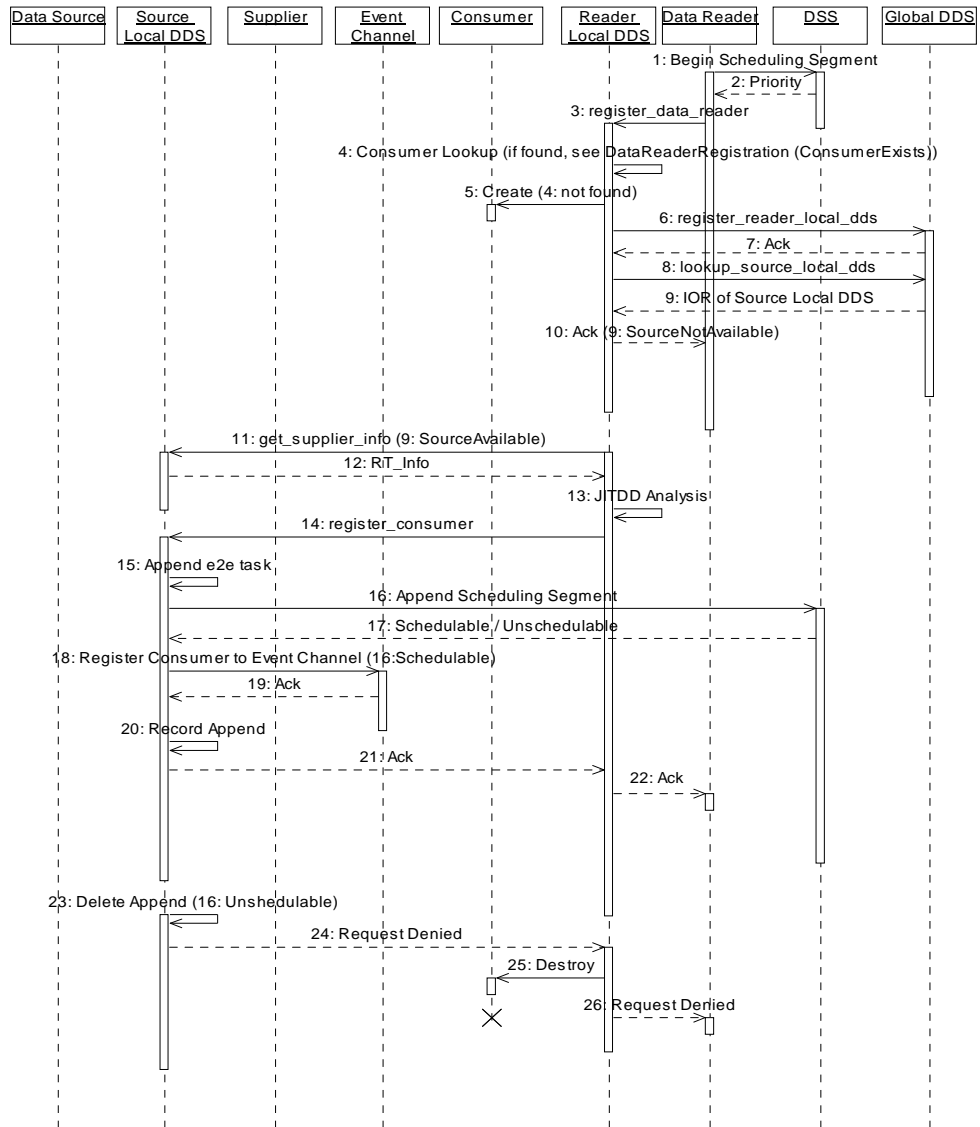 Data Source
Source
Local DDS
Supplier
Event
Channel
Consumer
Reader
Local DDS
Data Reader
DSS
Global DDS
1: Begin Scheduling Segment
2: Priority
3: register_data_reader
4: Consumer Lookup (if found, see DataReaderRegistration (ConsumerExists))
5: Create (4: not found)
6: register_reader_local_dds
7: Ack
8: lookup_source_local_dds
9: IOR of Source Local DDS
10: Ack (9: SourceNotAvailable)
11: get_supplier_info (9: SourceAvailable)
12: RT_Info
13: JITDD Analysis
14: register_consumer
15: Append e2e task
16: Append Scheduling Segment
17: Schedulable / Unschedulable
18: Register Consumer to Event Channel (16:Schedulable)
19: Ack
20: Record Append
21: Ack
22: Ack
23: Delete Append (16: Unshedulable)
24: Request Denied
25: Destroy
26: Request Denied